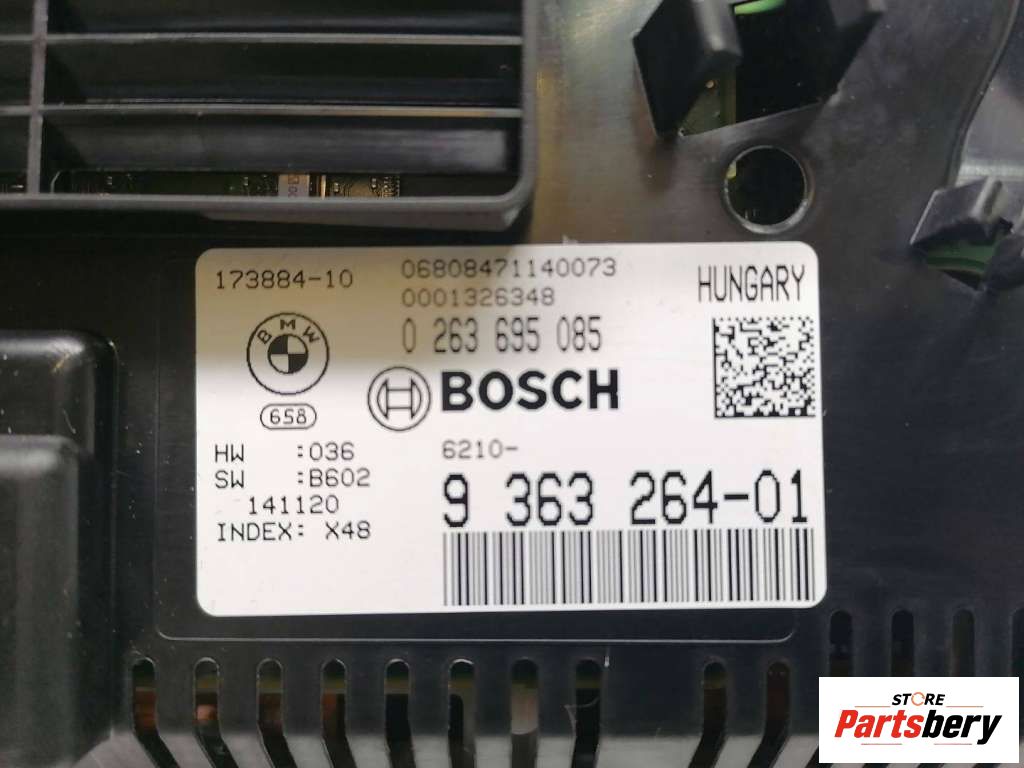 173884-10
06808471140073
0001326348
HUNGARY
0 263 695 085
BMW
658
BOSCH
HW :036
SW :B602
141120
INDEX: X48
6210-
9 363 264-01
STORE
Partsbery